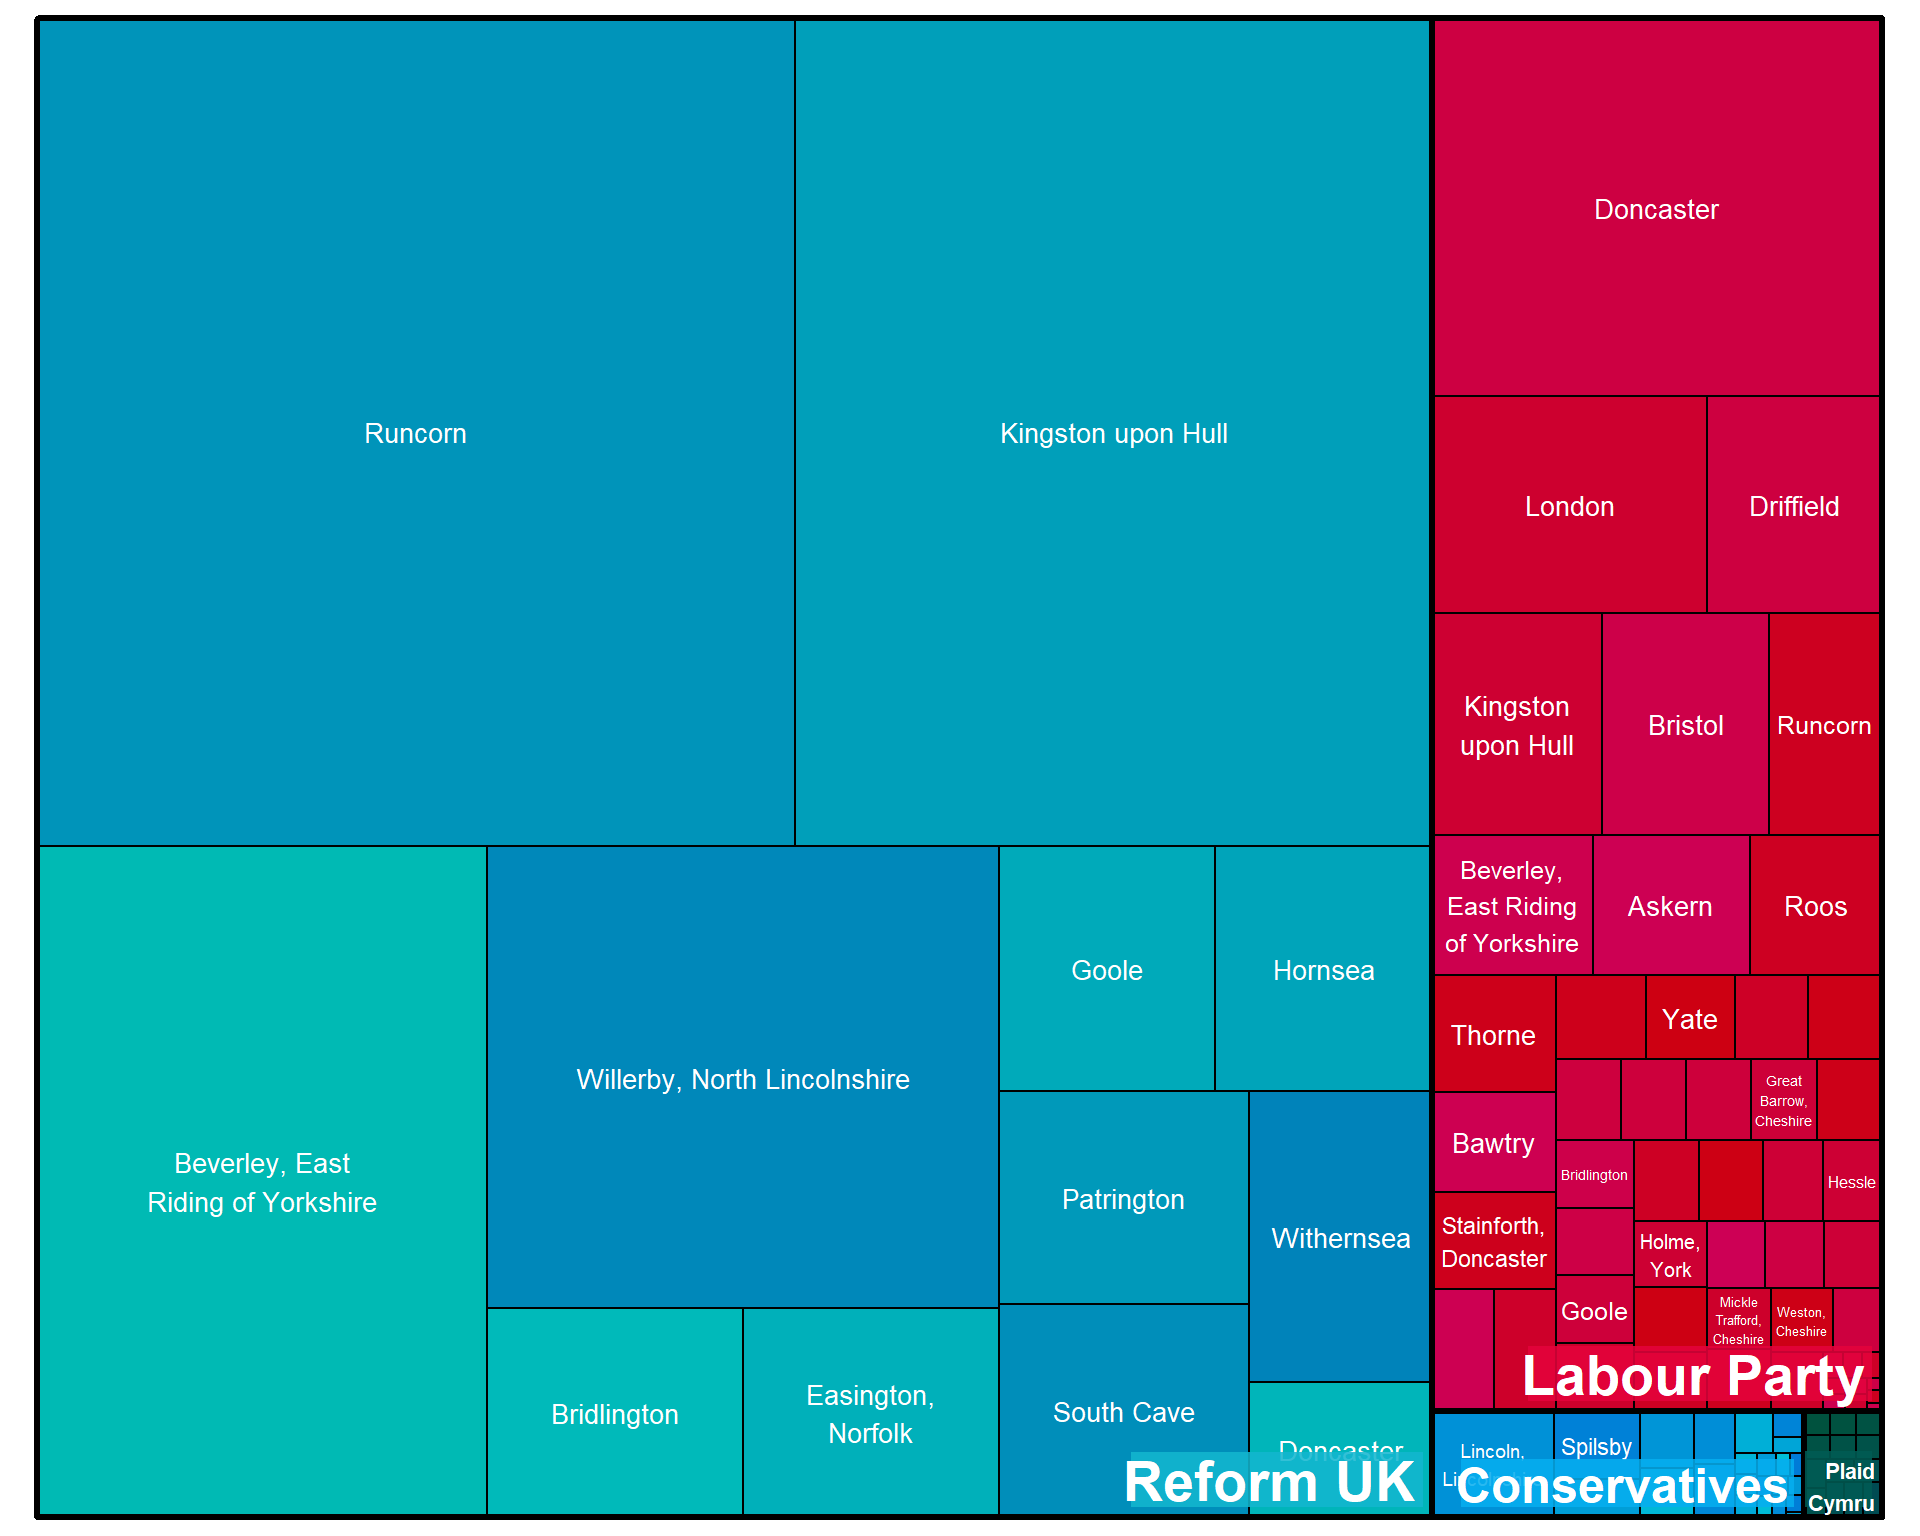 Runcorn
Kingston upon Hull
Beverley, East
Riding of Yorkshire
Willerby, North Lincolnshire
Goole
Hornsea
Patrington
Withernsea
Bridlington
Easington,
Norfolk
South Cave
Doncaster
Reform UK
Doncaster
London
Driffield
Kingston
upon Hull
Bristol
Runcorn
Beverley,
East Riding
of Yorkshire
Askern
Roos
Thorne
Yate
Great
Barrow,
Cheshire
Bawtry
Bridlington
Hessle
Stainforth,
Doncaster
Holme,
York
Goole
Mickle
Trafford,
Cheshire
Weston,
Cheshire
Labour Party
Lincoln,
Spilsby
Conservatives
Plaid
Cymru